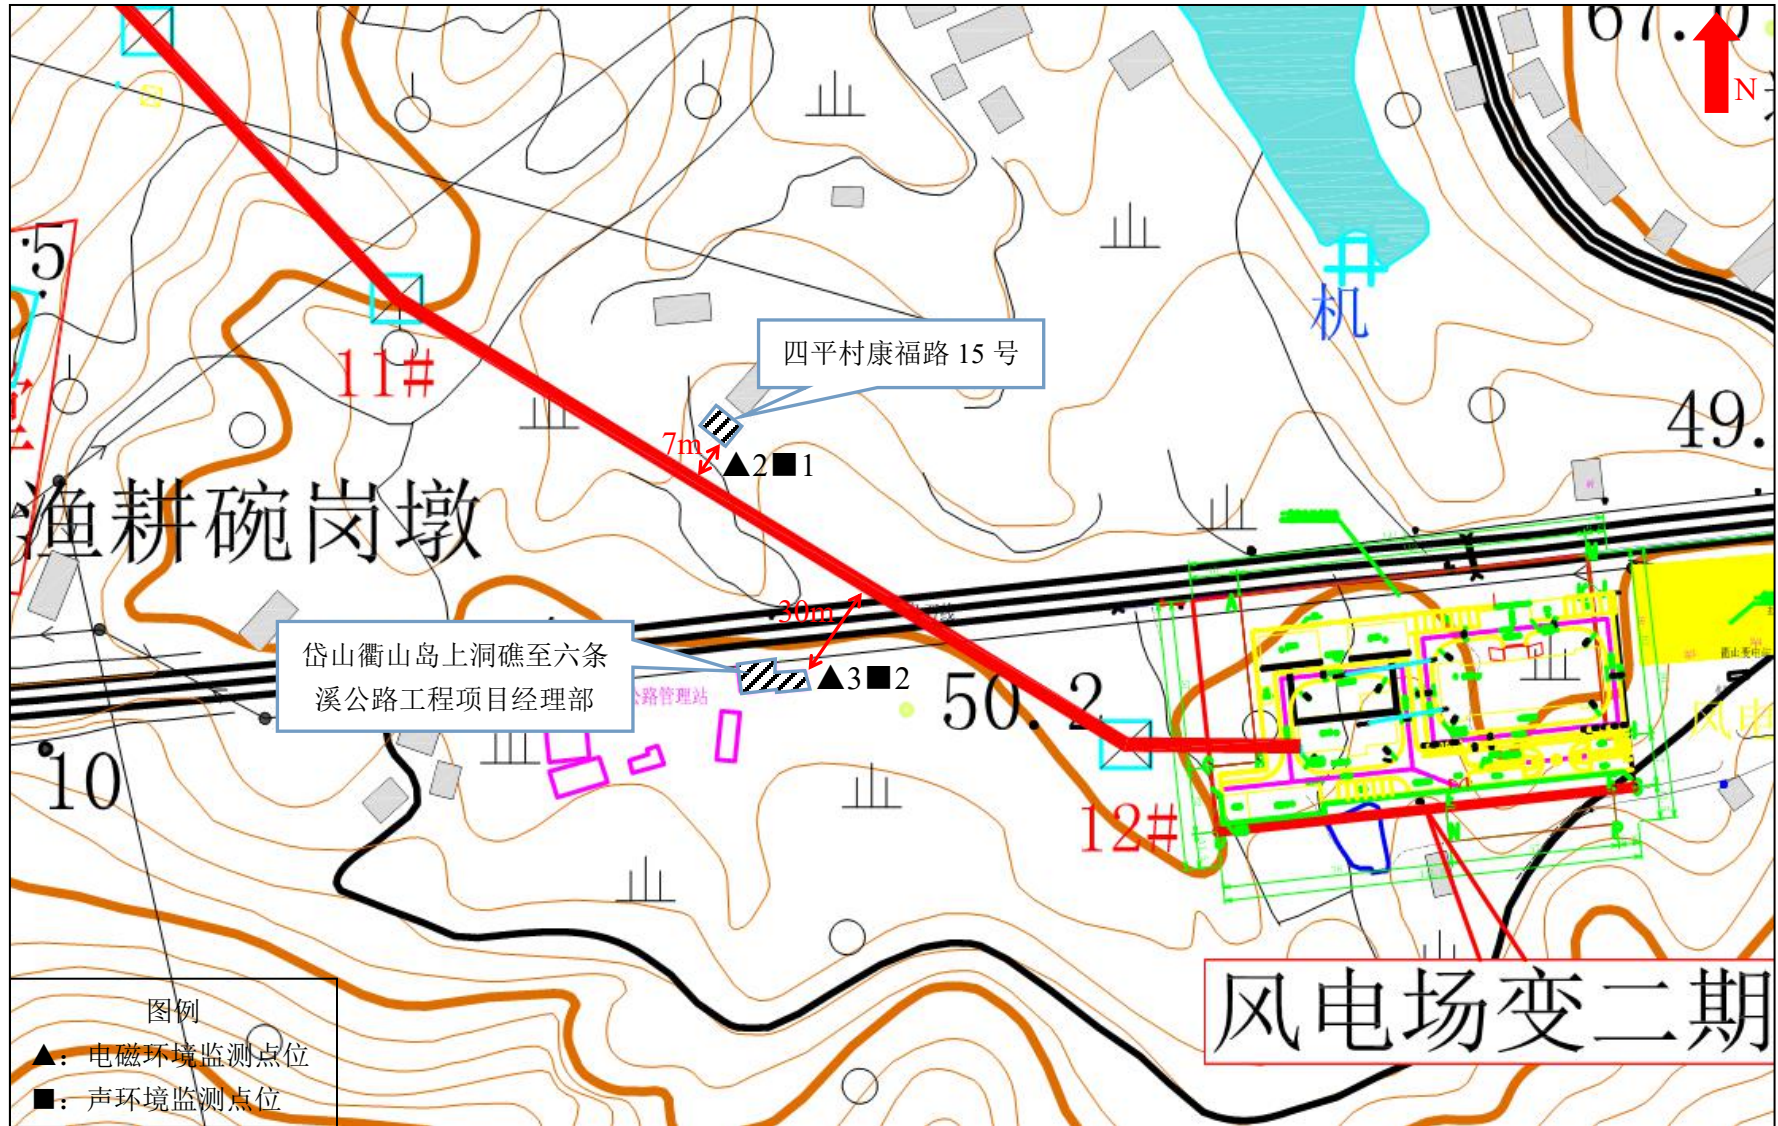 67.0
N
5
机
四平村康福路 15 号
11#
49.
7m
▲2■1
渔耕碗岗墩
30m
岱山衢山岛上洞礁至六条
溪公路工程项目经理部
▲3■2
公路管理站
50.2
10
12#
风电
N
P
风电场变二期
图例
▲：电磁环境监测点位
■：声环境监测点位